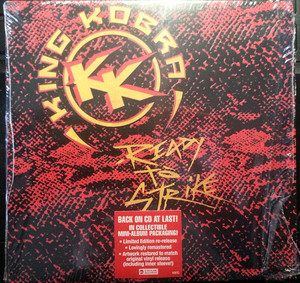 KING KOBRA
KK
READY
TO
STRIKE
BACK ON CD AT LAST!
IN COLLECTIBLE
MINI-ALBUM PACKAGING!
• Limited Edition re-release
• Lovingly remastered
• Artwork restored to match
original vinyl release
(including inner sleeve!)